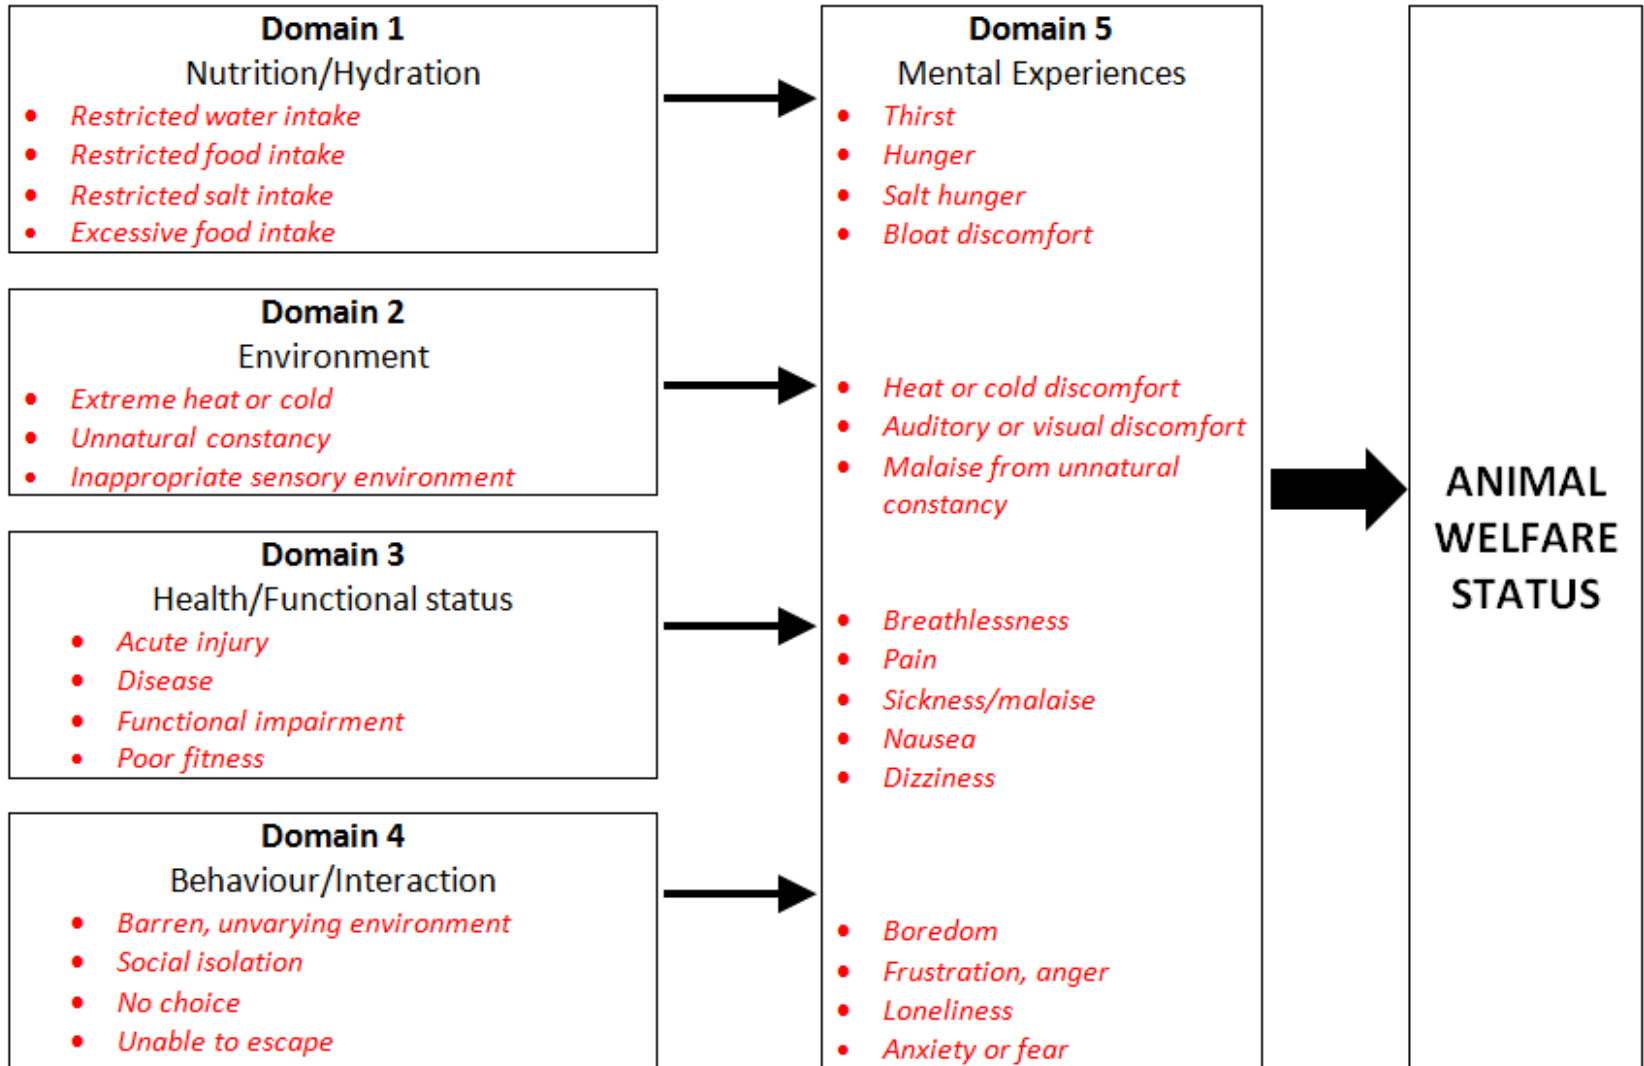 Domain 1
Nutrition/Hydration
• Restricted water intake
• Restricted food intake
• Restricted salt intake
• Excessive food intake
Domain 2
Environment
• Extreme heat or cold
• Unnatural constancy
• Inappropriate sensory environment
Domain 3
Health/Functional status
• Acute injury
• Disease
• Functional impairment
• Poor fitness
Domain 4
Behaviour/Interaction
• Barren, unvarying environment
• Social isolation
• No choice
• Unable to escape
Domain 5
Mental Experiences
• Thirst
• Hunger
• Salt hunger
• Bloat discomfort
• Heat or cold discomfort
• Auditory or visual discomfort
• Malaise from unnatural
constancy
• Breathlessness
• Pain
• Sickness/malaise
• Nausea
• Dizziness
• Boredom
• Frustration, anger
• Loneliness
• Anxiety or fear
ANIMAL
WELFARE
STATUS